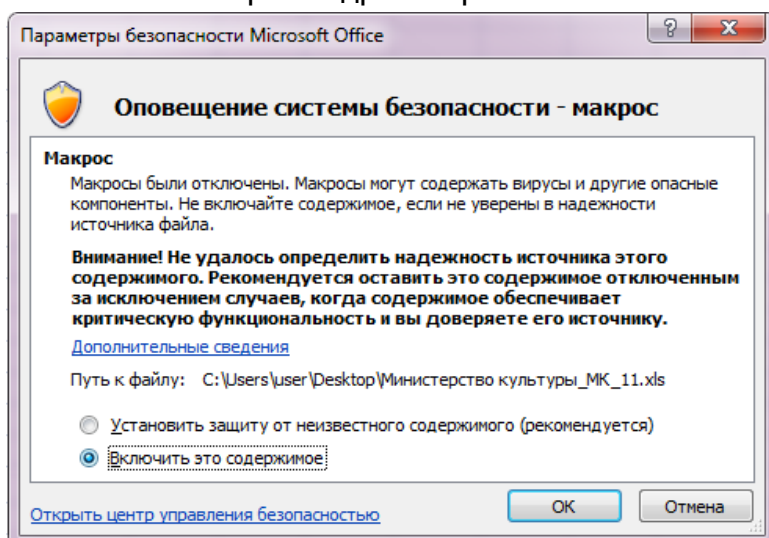 Параметры безопасности Microsoft Office
Оповещение системы безопасности - макрос
Макрос
Макросы были отключены. Макросы могут содержать вирусы и другие опасные
компоненты. Не включайте содержимое, если не уверены в надежности
источника файла.
Внимание! Не удалось определить надежность источника этого
содержимого. Рекомендуется оставить это содержимое отключенным
за исключением случаев, когда содержимое обеспечивает
критическую функциональность и вы доверяете его источнику.
Дополнительные сведения
Путь к файлу: C:\Users\user\Desktop\Министерство культуры_МК_11.xls
Установить защиту от неизвестного содержимого (рекомендуется)
Включить это содержимое
Открыть центр управления безопасностью
ОК
Отмена